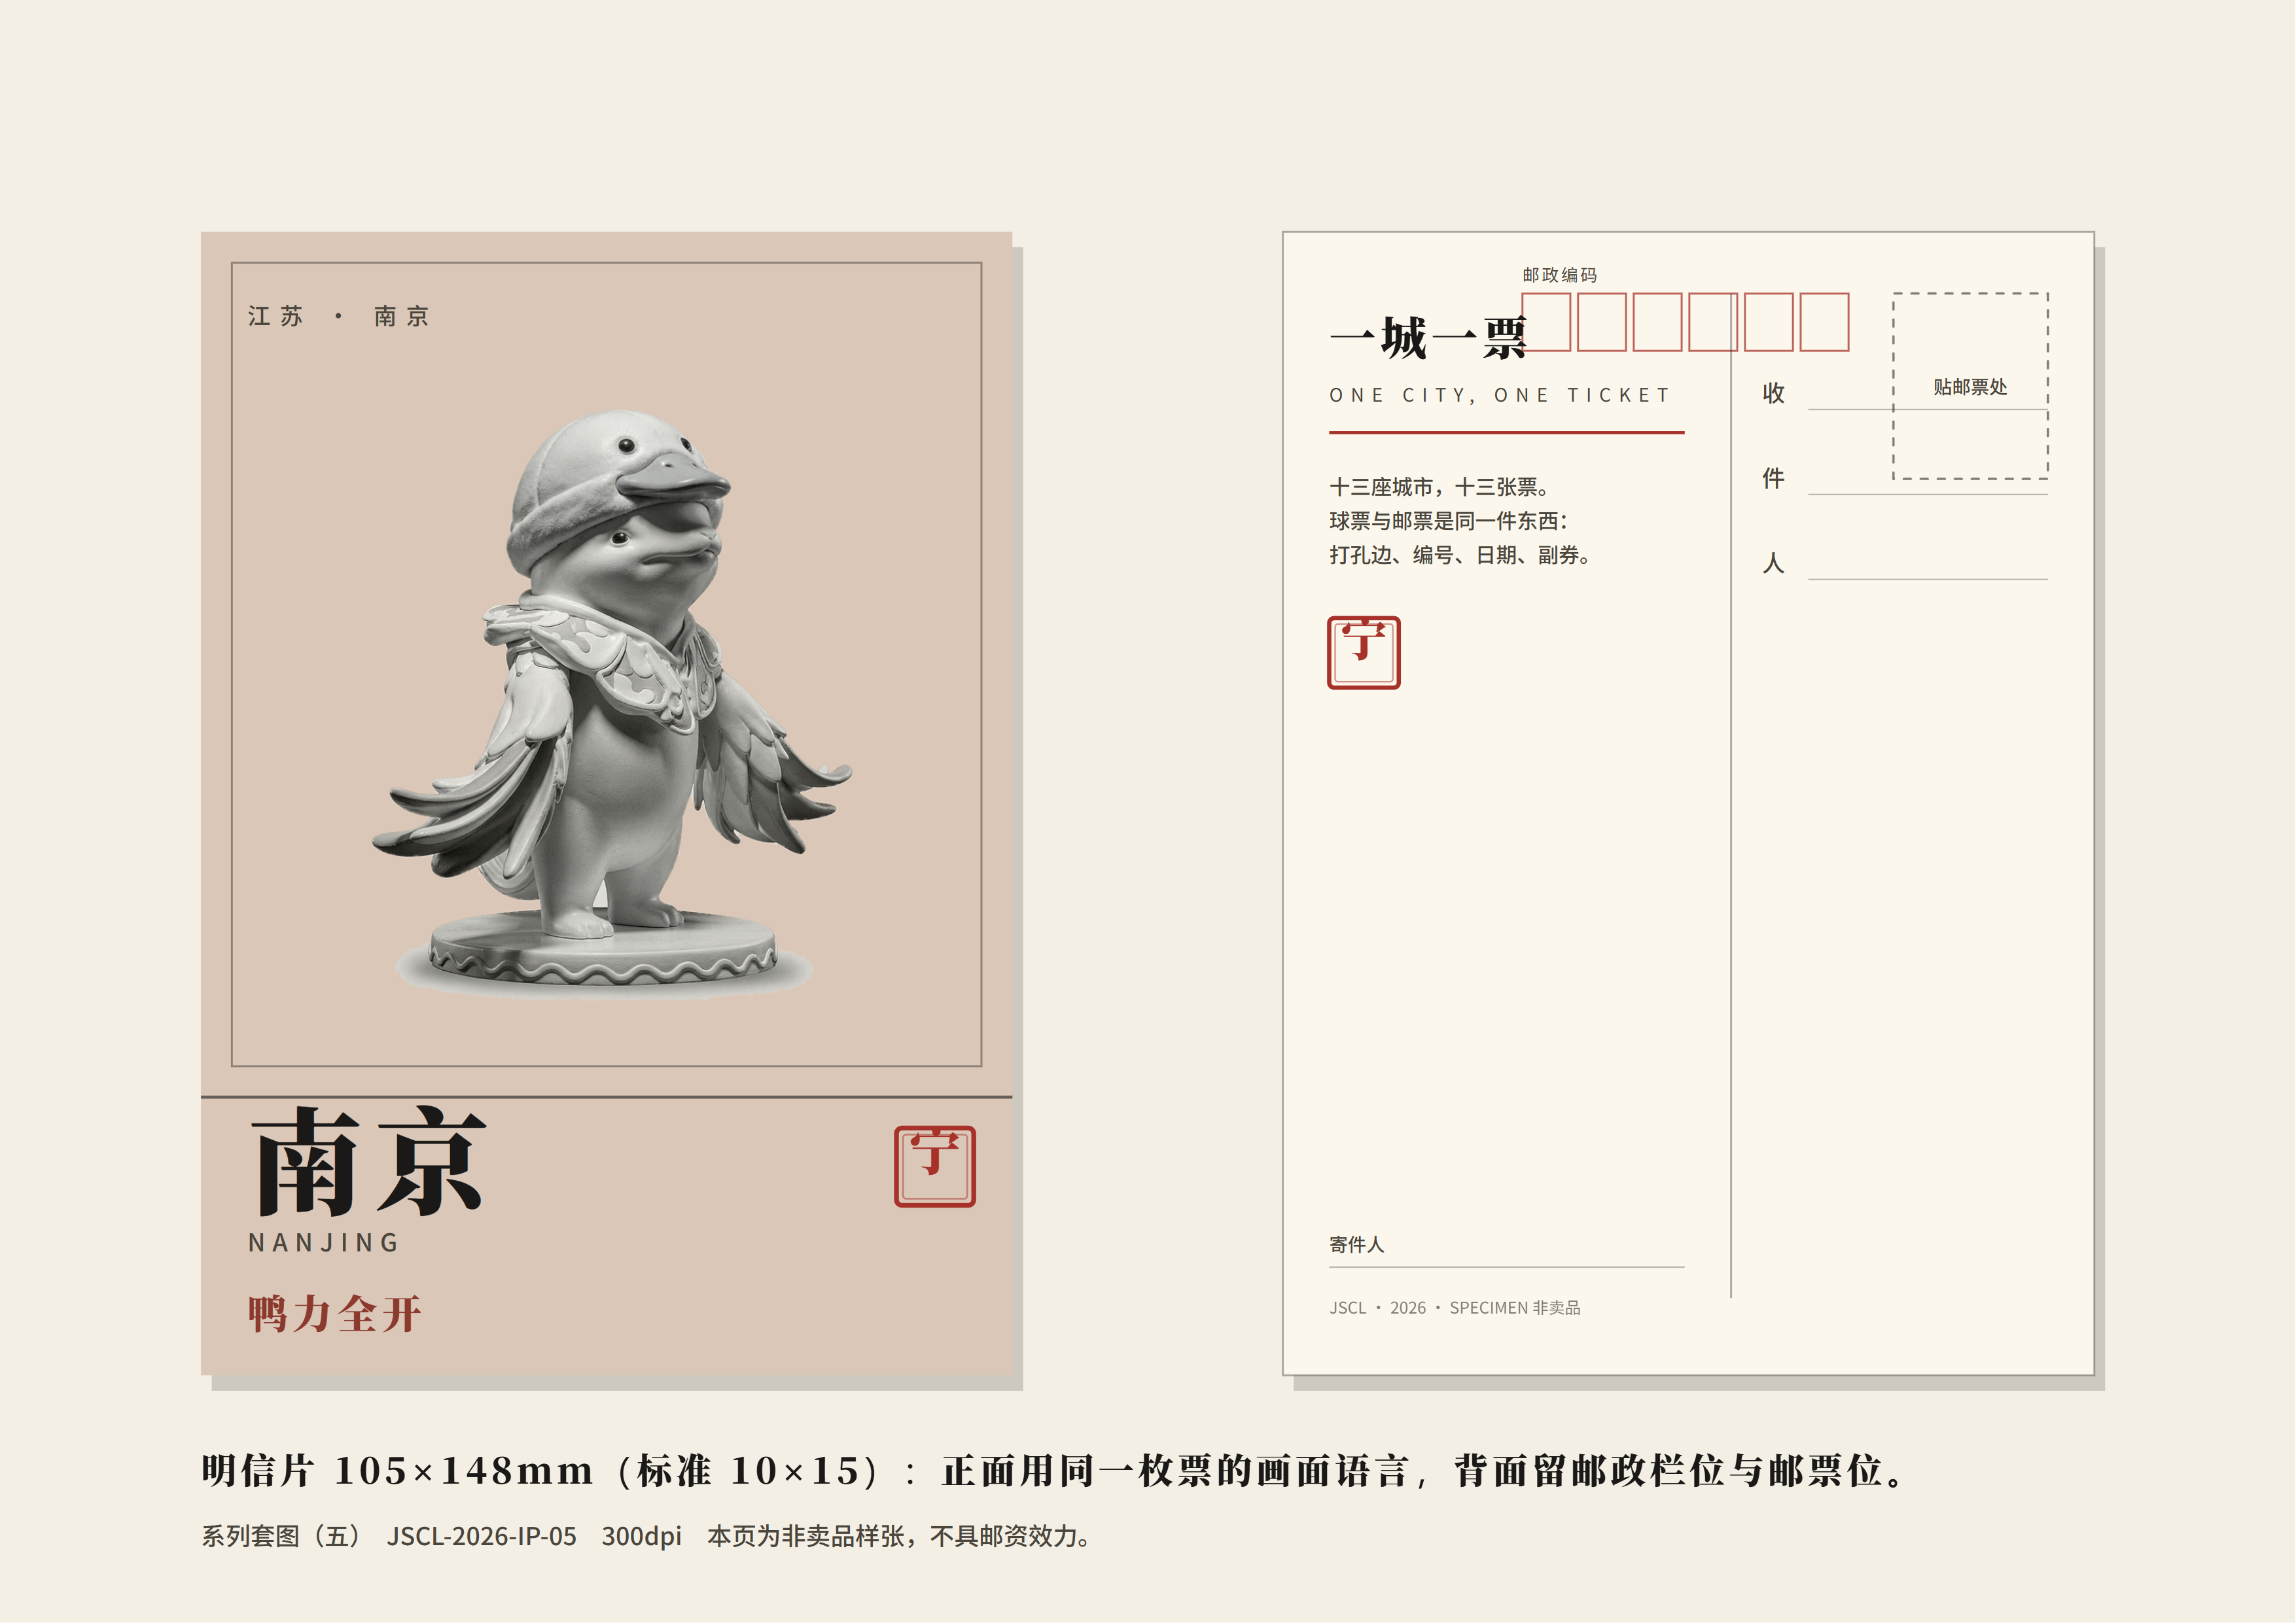 江苏 · 南京
南京
NANJING
鸭力全开
宁
邮政编码
一城一票
ONE CITY, ONE TICKET
十三座城市，十三张票。
球票与邮票是同一件东西：
打孔边、编号、日期、副券。
宁
寄件人
JSCL · 2026 · SPECIMEN 非卖品
贴邮票处
收
件
人
明信片 105×148mm（标准 10×15）：正面用同一枚票的画面语言，背面留邮政栏位与邮票位。
系列套图（五） JSCL-2026-IP-05 300dpi 本页为非卖品样张，不具邮资效力。